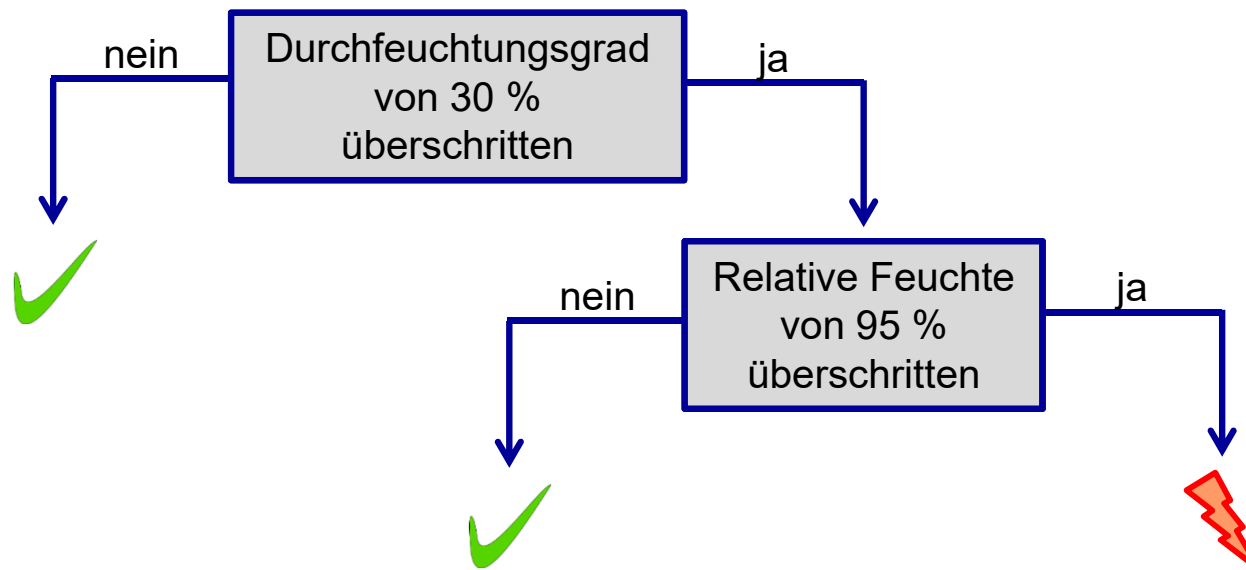 nein
Durchfeuchtungsgrad
von 30 %
überschritten
ja
nein
Relative Feuchte
von 95 %
überschritten
ja